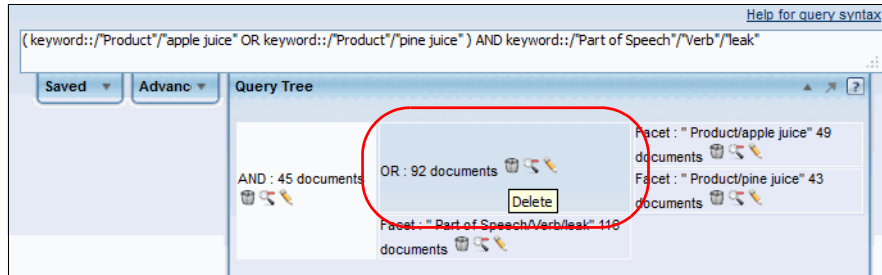 Help for query syntax
( keyword::/"Product"/"apple juice" OR keyword::/"Product"/"pine juice" ) AND keyword::/"Part of Speech"/"Verb"/"leak"
Saved
Advanc
Query Tree
?
AND : 45 documents
OR : 92 documents
Delete
Facet : " Product/apple juice" 49
documents
Facet : " Product/pine juice" 43
documents
Facet : " Part of Speech/Verb/leak" 116
documents